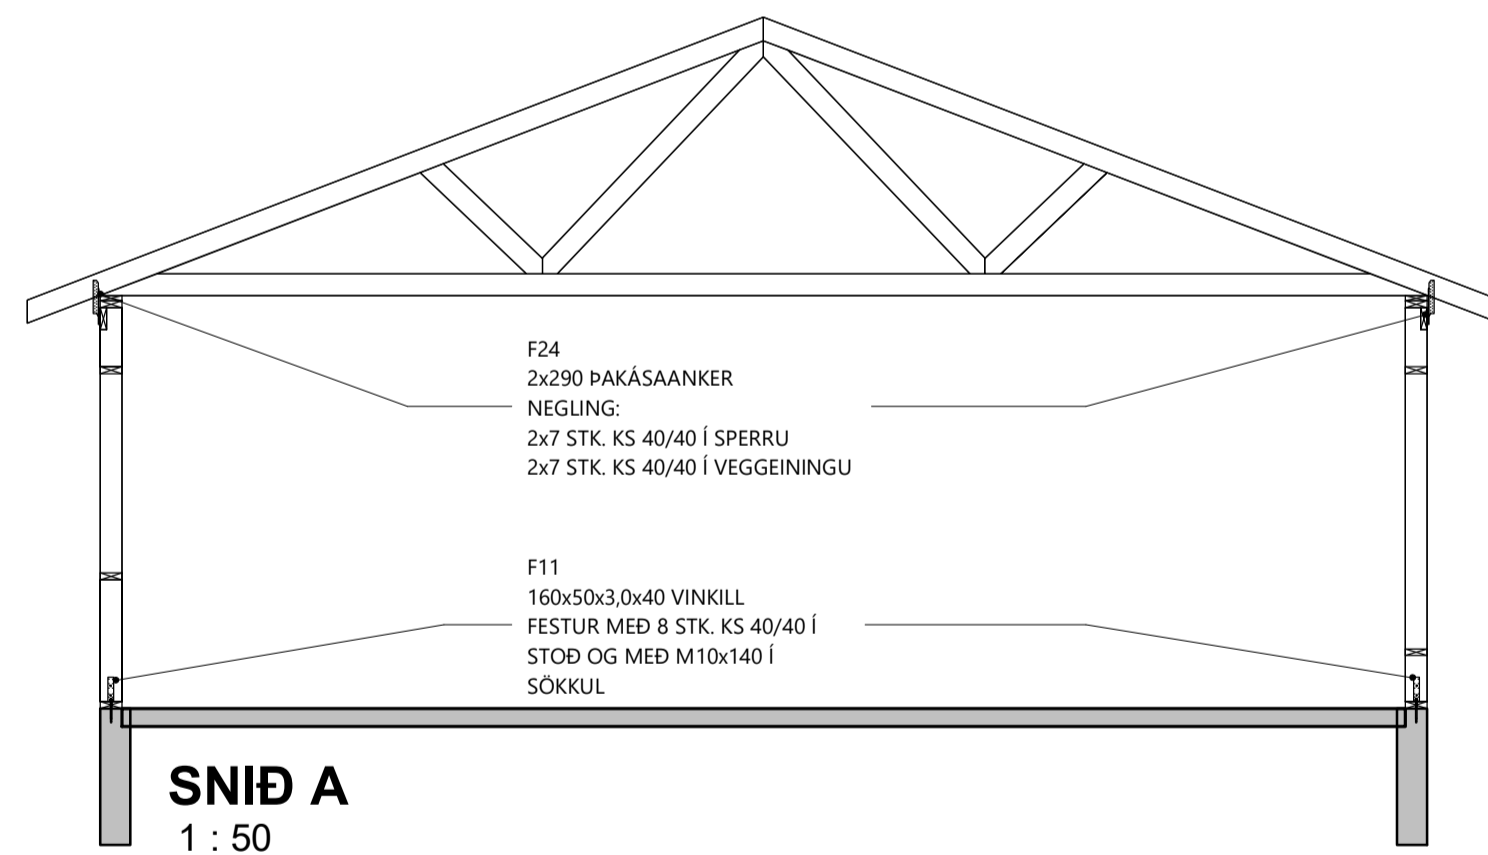 F24
2x290 ÞAKÁSAANKER
NEGLING:
2x7 STK. KS 40/40 Í SPERRU
2x7 STK. KS 40/40 Í VEGGEININGU
F11
160x50x3,0x40 VINKILL
FESTUR MEÐ 8 STK. KS 40/40 Í
STOÐ OG MEÐ M10x140 Í
SÖKKUL
SNIÐ A
1 : 50